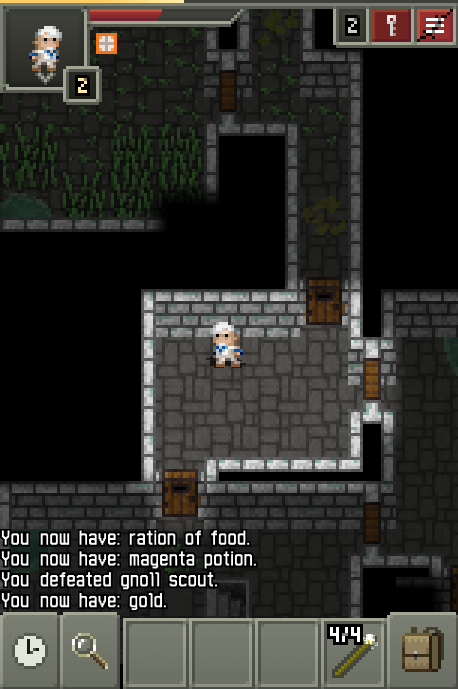 2
2
You now have: ration of food.
You now have: magenta potion.
You defeated gnoll scout.
You now have: gold.
4/4